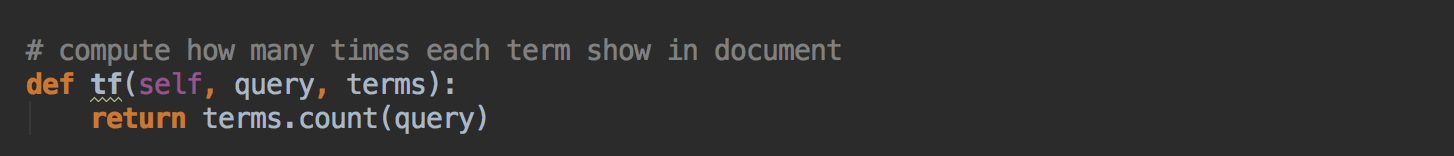 # compute how many times each term show in document
def tf(self, query, terms):
    return terms.count(query)